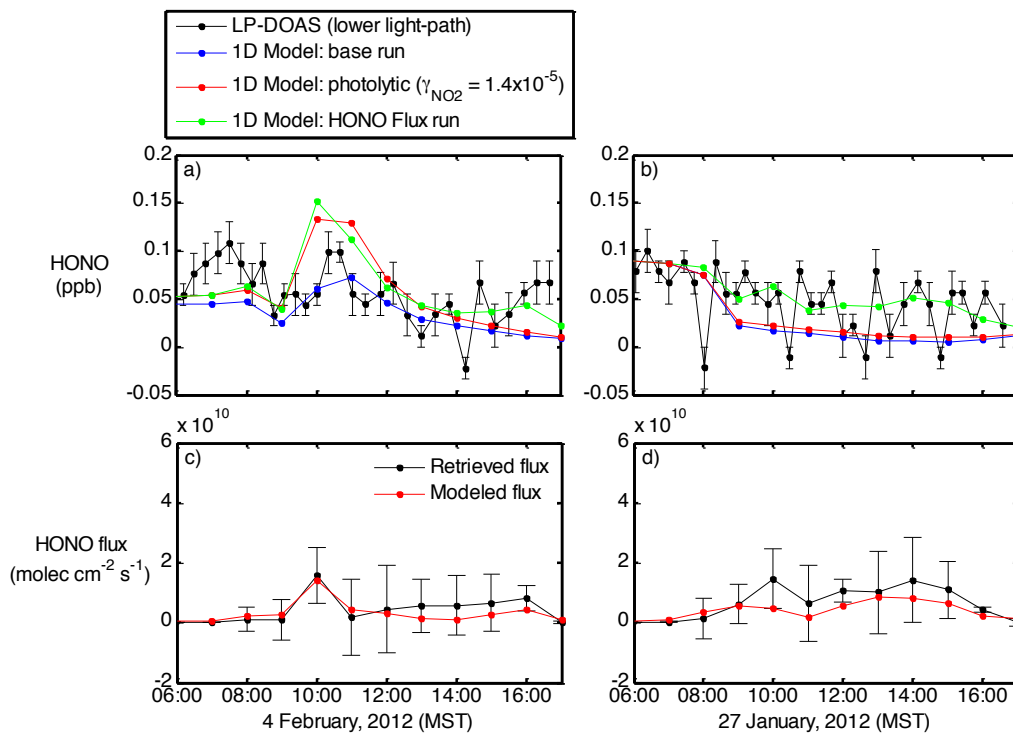 LP-DOAS (lower light-path)
1D Model: base run
1D Model: photolytic (γNO2 = 1.4x10-5)
1D Model: HONO Flux run
a)
b)
0.2
0.15
0.1
0.05
0
-0.05
HONO
(ppb)
0.2
0.15
0.1
0.05
0
-0.05
x 10^10
x 10^10
c)
d)
Retrieved flux
Modeled flux
6
4
2
0
-2
HONO flux
(molec cm-2 s-1)
6
4
2
0
-2
06:00 08:00 10:00 12:00 14:00 16:00
4 February, 2012 (MST)
06:00 08:00 10:00 12:00 14:00 16:00
27 January, 2012 (MST)